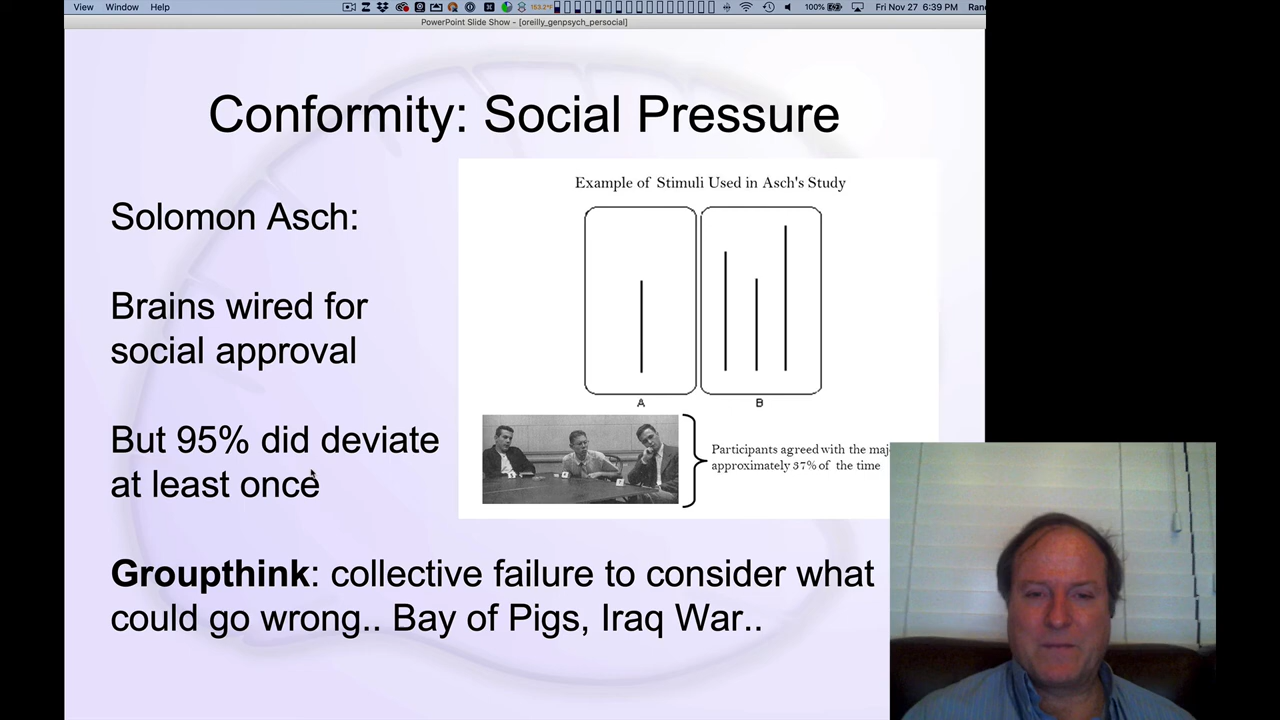 View Window Help 153.2°F 100% Fri Nov 27 6:39 PM
PowerPoint Slide Show - [oreilly_genpsych_persocial]
Conformity: Social Pressure
Solomon Asch:
Brains wired for
social approval
But 95% did deviate
at least once
Example of Stimuli Used in Asch's Study
A B
Participants agreed with the
approximately 37% of the time
Groupthink: collective failure to consider what
could go wrong.. Bay of Pigs, Iraq War..